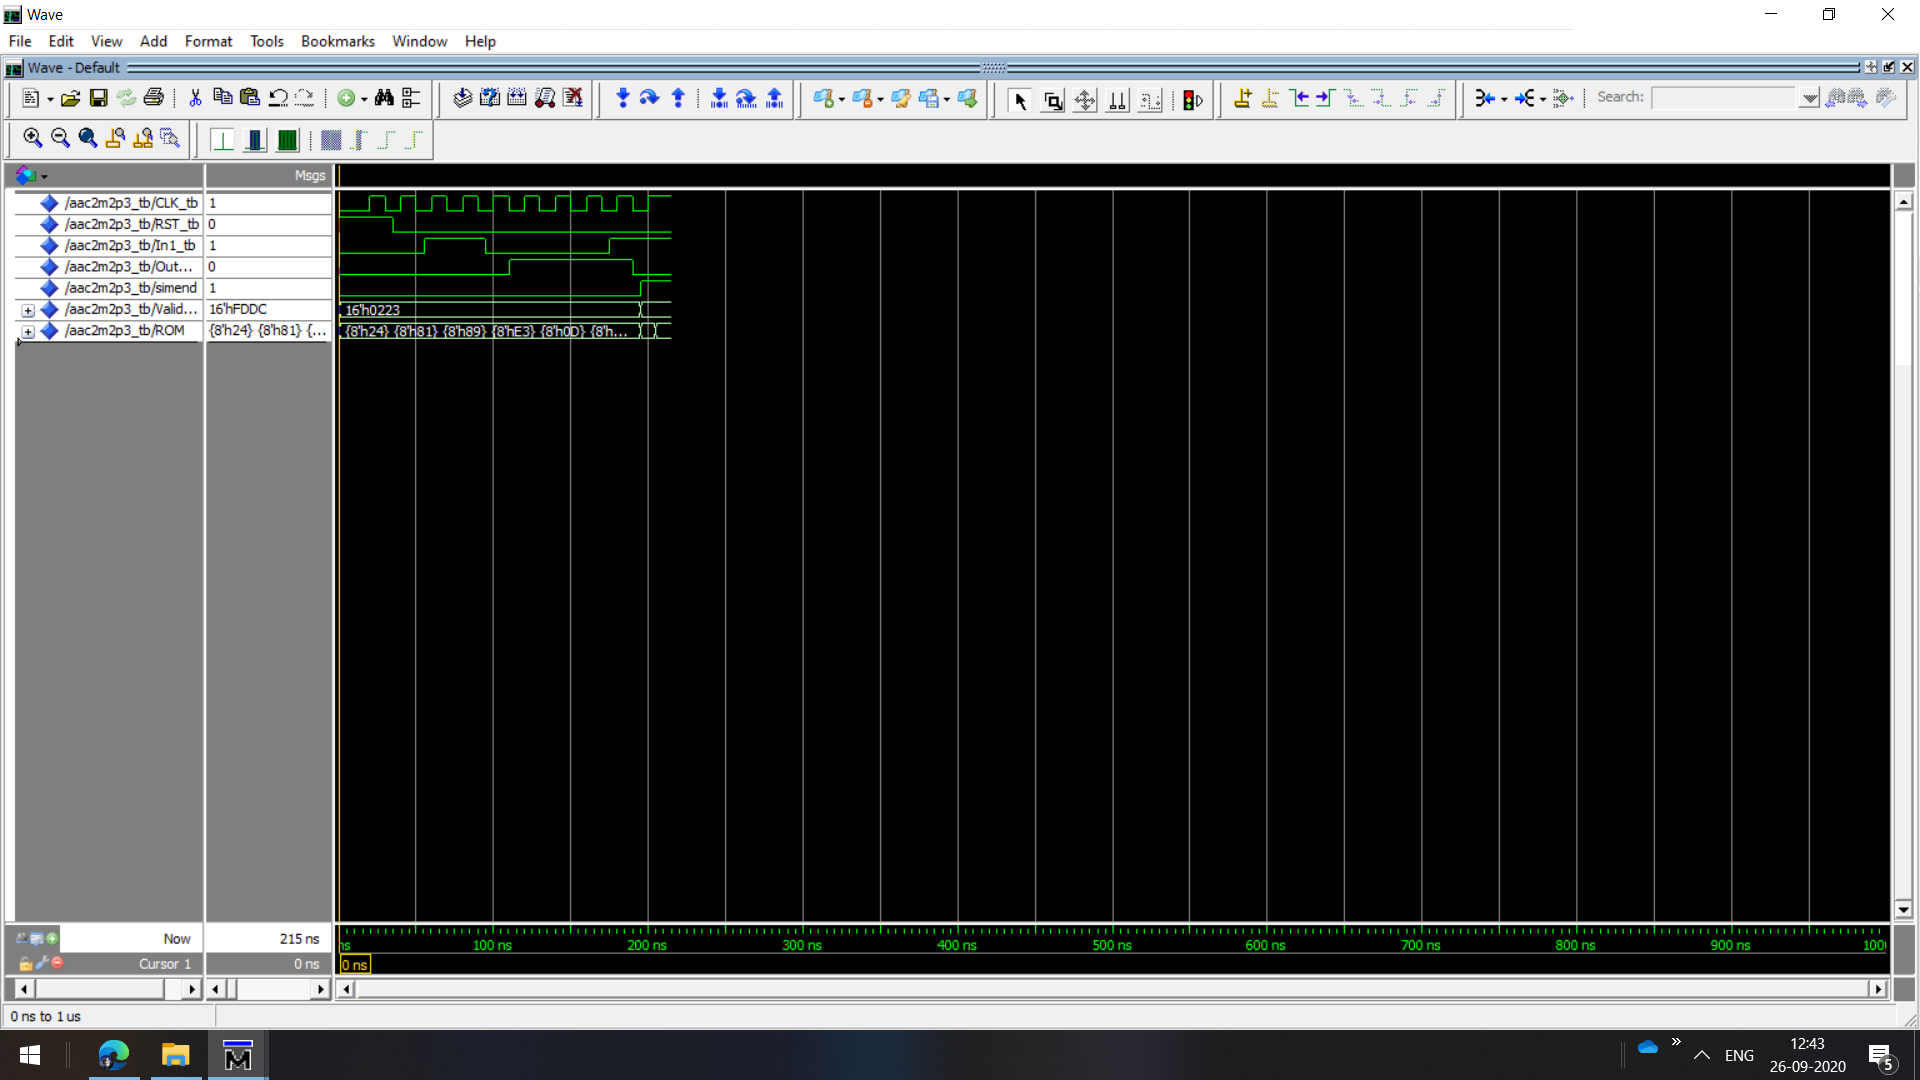 Wave
File Edit View Add Format Tools Bookmarks Window Help
Wave - Default
Search:
Msgs
/aac2m2p3_tb/CLK_tb 1
/aac2m2p3_tb/RST_tb 0
/aac2m2p3_tb/In1_tb 1
/aac2m2p3_tb/Out... 0
/aac2m2p3_tb/simend 1
/aac2m2p3_tb/Valid... 16'hFDDC 16'h0223
/aac2m2p3_tb/ROM {8'h24} {8'h81} {... {8'h24} {8'h81} {8'h89} {8'hE3} {8'h0D} {8'h...
Now 215 ns ns 100 ns 200 ns 300 ns 400 ns 500 ns 600 ns 700 ns 800 ns 900 ns 100
Cursor 1 0 ns 0 ns
0 ns to 1 us
12:43
ENG
26-09-2020
5